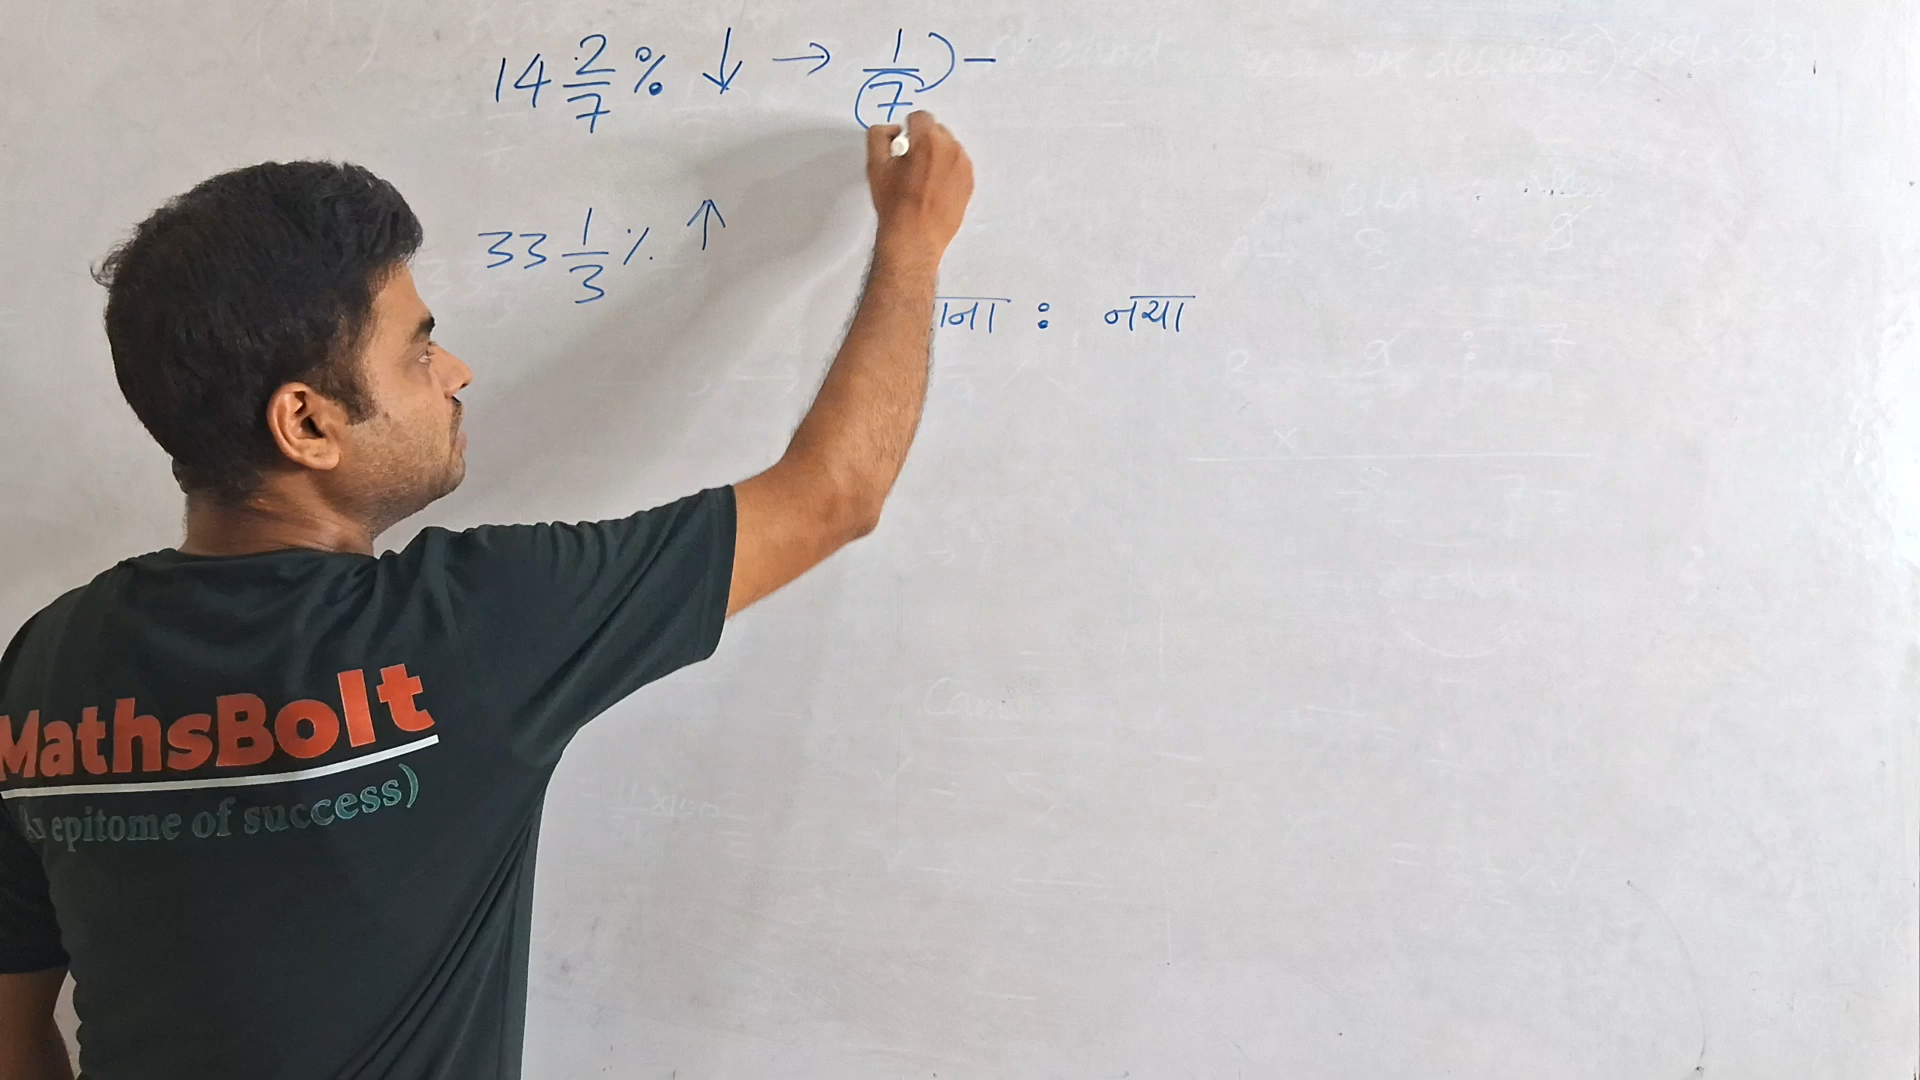 14 2/7 % ↓ → 1/7 ) –
33 1/3 % ↑
: नया
MathsBolt
epitome of success)